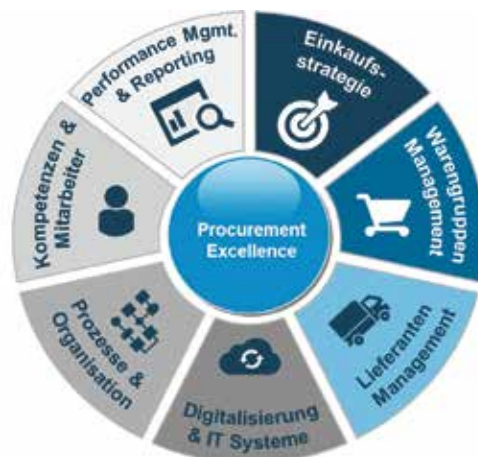 Performance Mgmt.
& Reporting
Einkaufs-
strategie
Warengruppen
Management
Lieferanten
Management
Digitalisierung
& IT Systeme
Prozesse &
Organisation
Kompetenzen &
Mitarbeiter
Procurement
Excellence